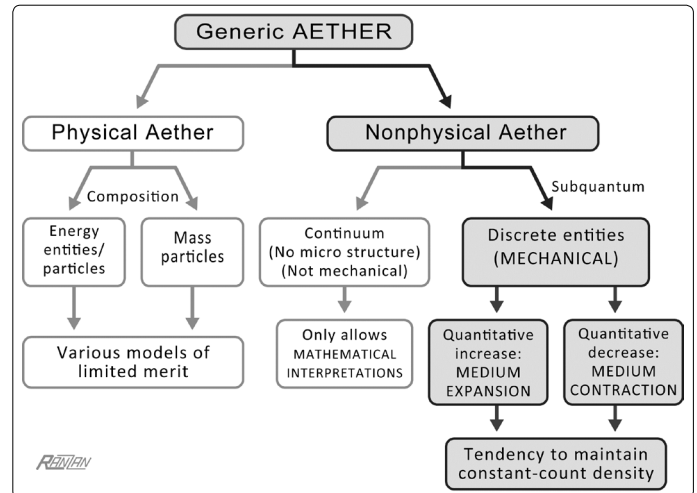 Generic AETHER
Physical Aether
Nonphysical Aether
Composition
Subquantum
Energy
entities/
particles
Mass
particles
Continuum
(No micro structure)
(Not mechanical)
Discrete entities
(MECHANICAL)
Various models of
limited merit
Only allows
MATHEMATICAL
INTERPRETATIONS
Quantitative
increase:
MEDIUM
EXPANSION
Quantitative
decrease:
MEDIUM
CONTRACTION
Tendency to maintain
constant-count density
RANZAN